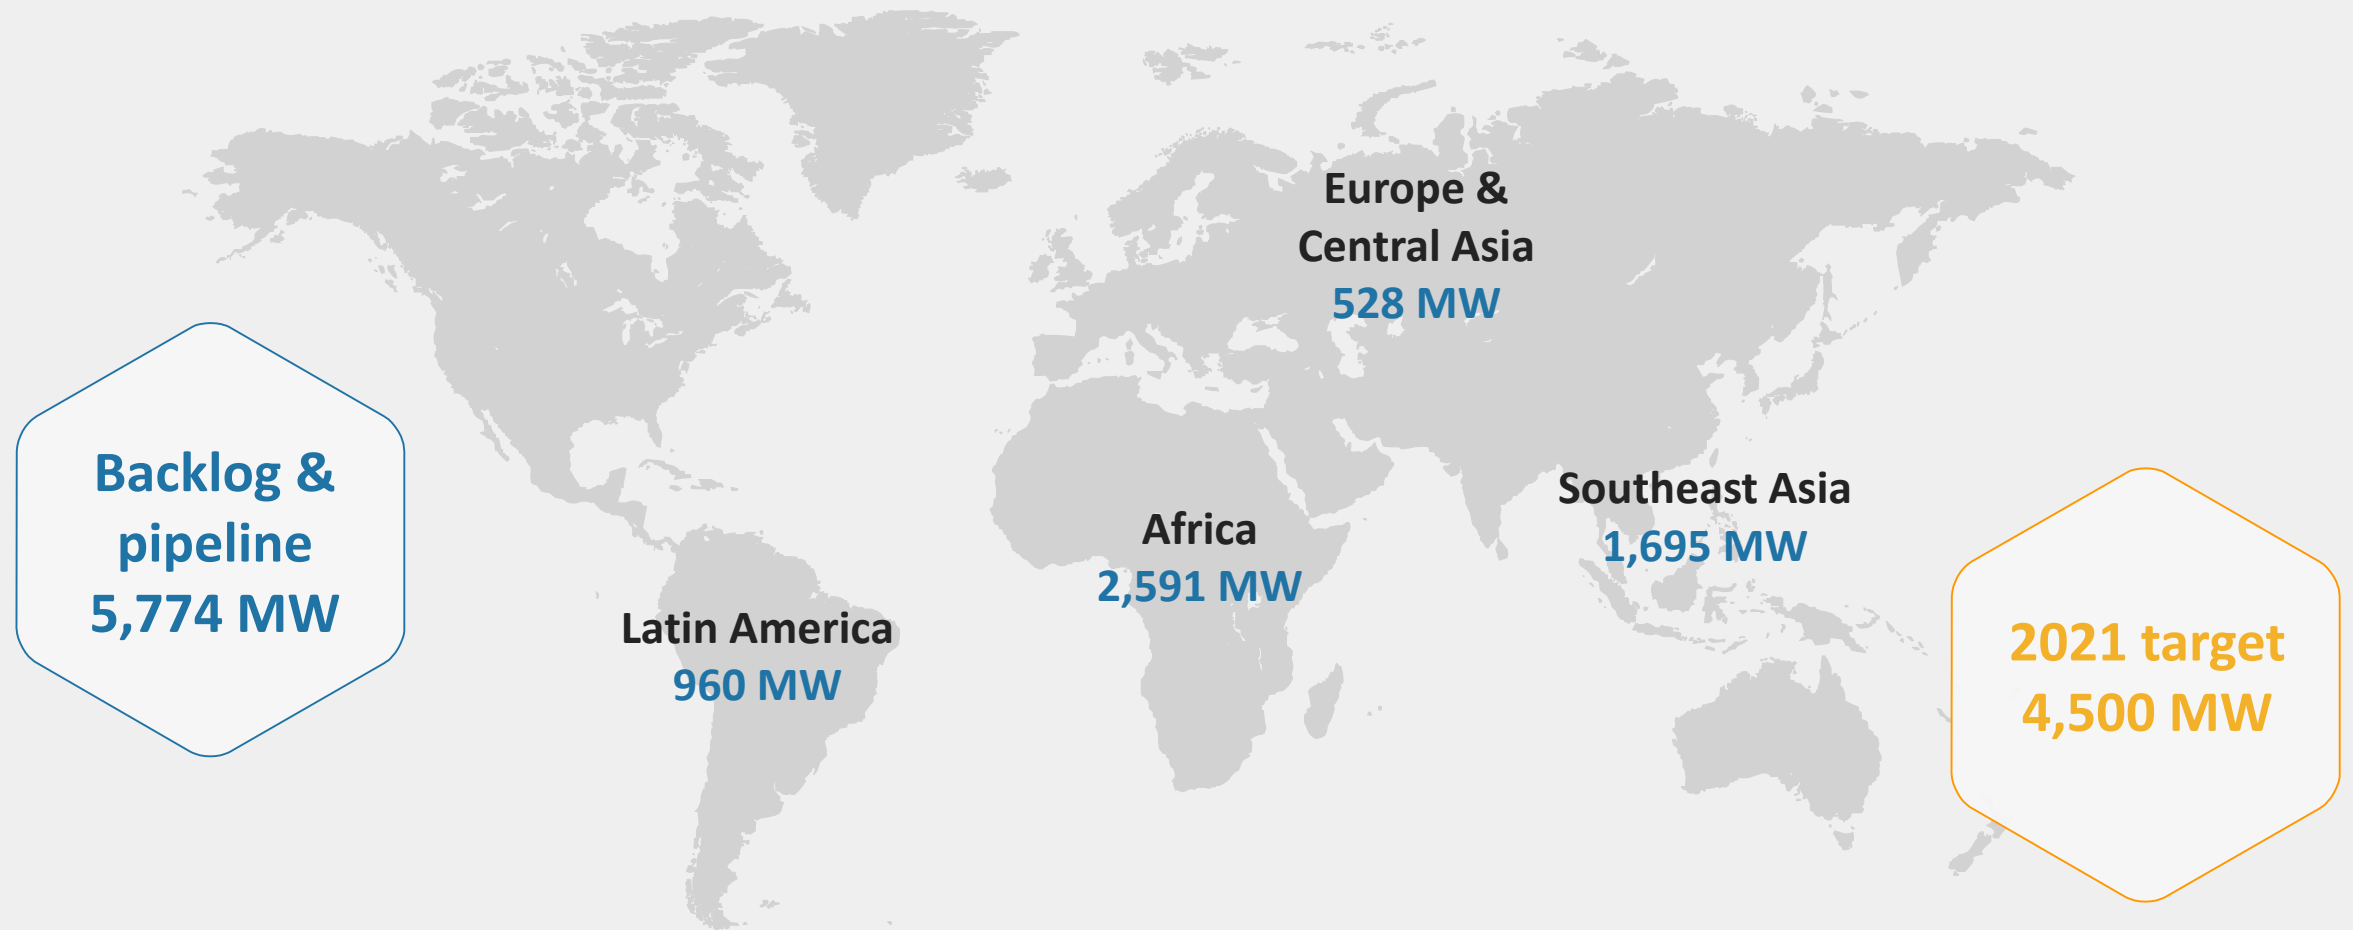 Europe &
Central Asia
528 MW
Backlog &
pipeline
5,774 MW
Southeast Asia
1,695 MW
Africa
2,591 MW
Latin America
960 MW
2021 target
4,500 MW